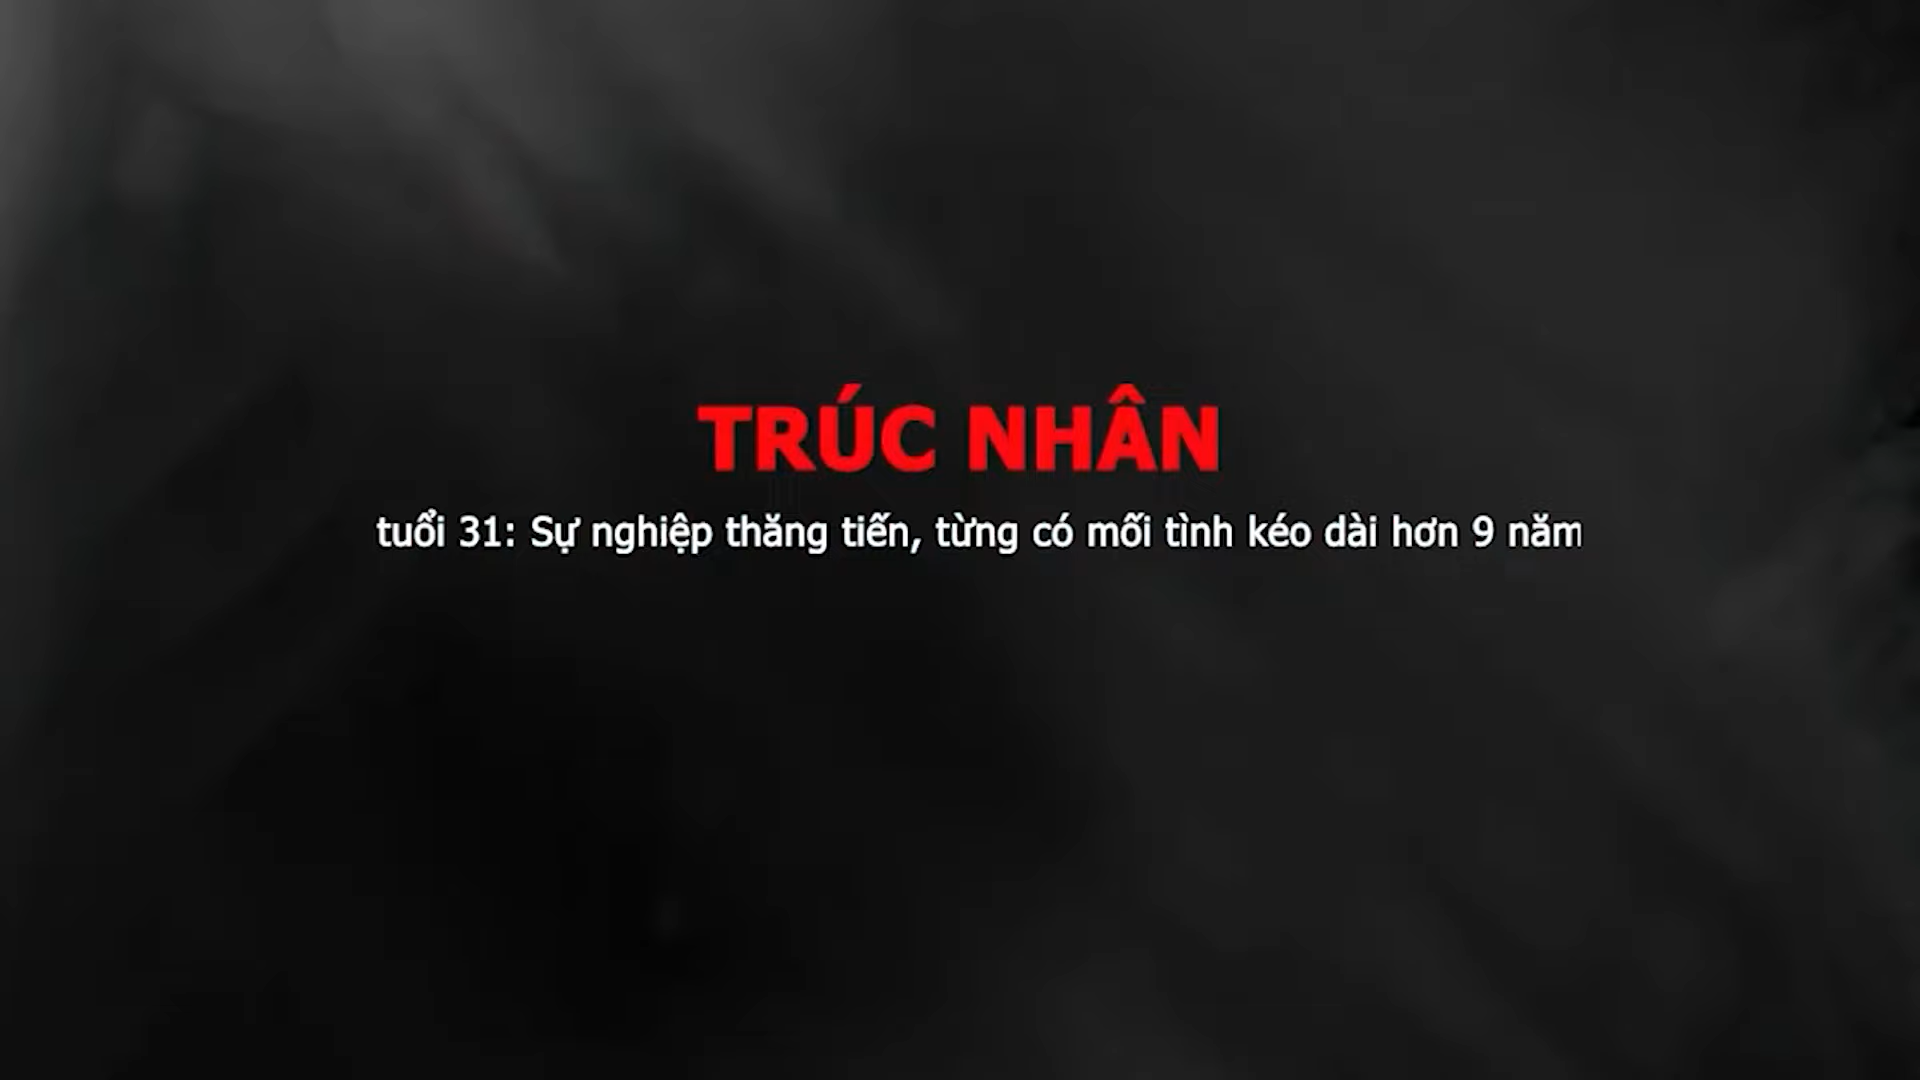 TRÚC NHÂN
tuổi 31: Sự nghiệp thăng tiến, từng có mối tình kéo dài hơn 9 năm